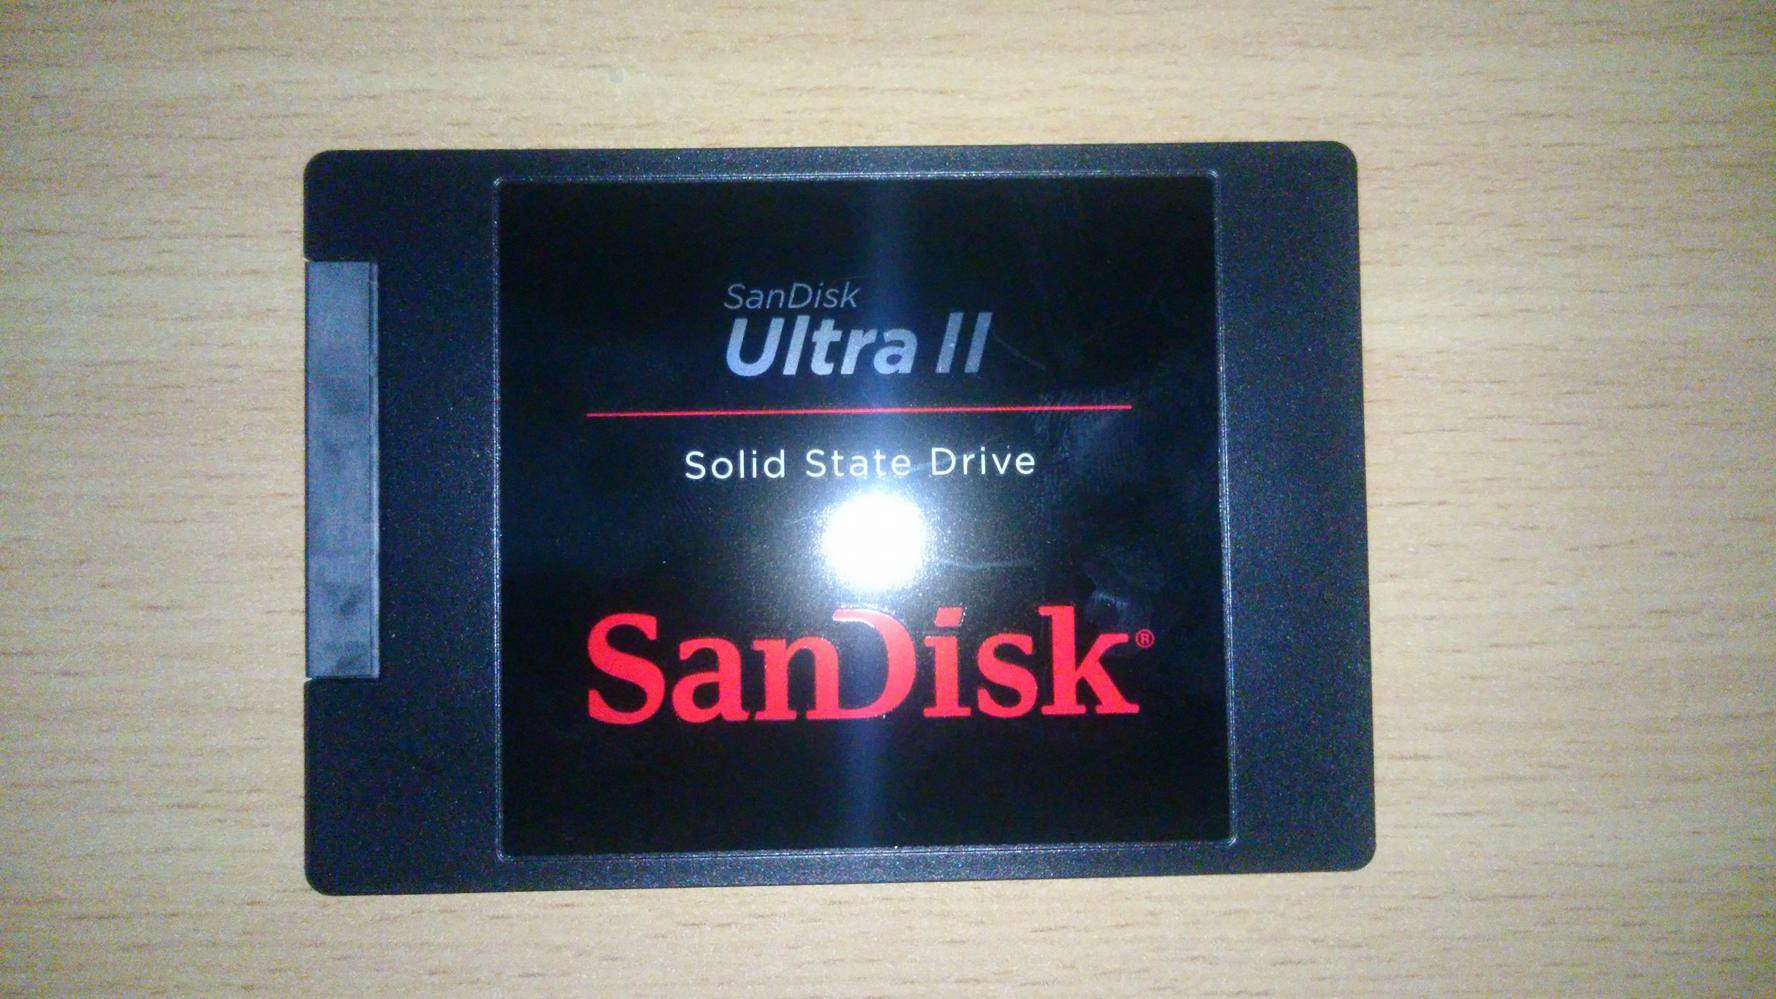 SanDisk
Ultra II
Solid State Drive
SanDisk®